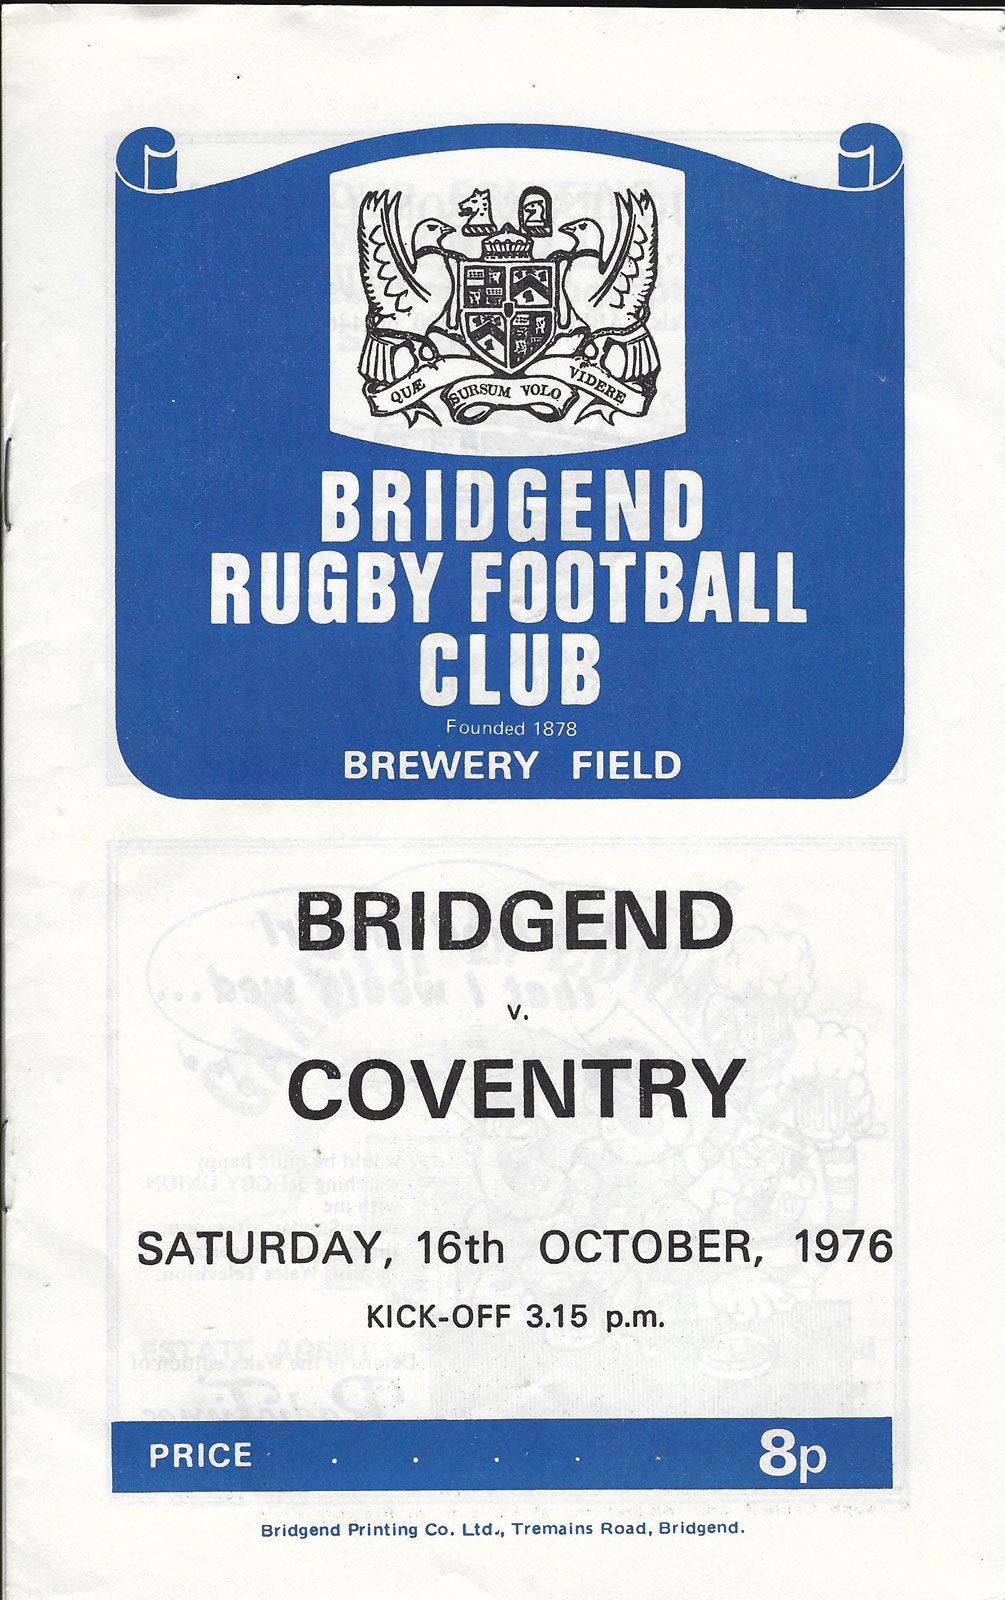 QUÆ SURSUM VOLO VIDERE
BRIDGEND
RUGBY FOOTBALL
CLUB
Founded 1878
BREWERY FIELD
BRIDGEND
v.
COVENTRY
SATURDAY, 16th OCTOBER, 1976
KICK-OFF 3.15 p.m.
PRICE . . . . . 8p
Bridgend Printing Co. Ltd., Tremains Road, Bridgend.